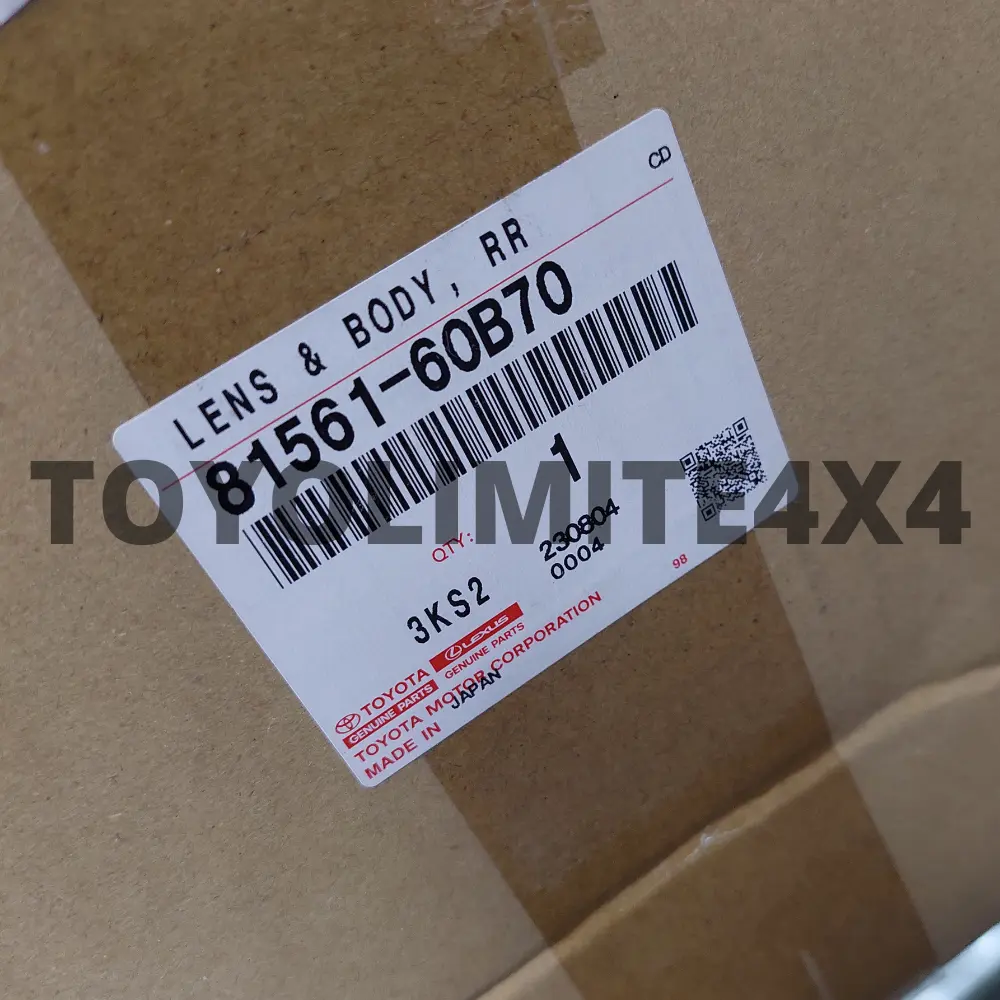 CD
LENS & BODY, RR
81561-60B70
QTY: 1
230804
3KS2 0004
98
TOYOTA LEXUS
GENUINE PARTS GENUINE PARTS
TOYOTA MOTOR CORPORATION
MADE IN JAPAN
TOYOLIMITE4X4